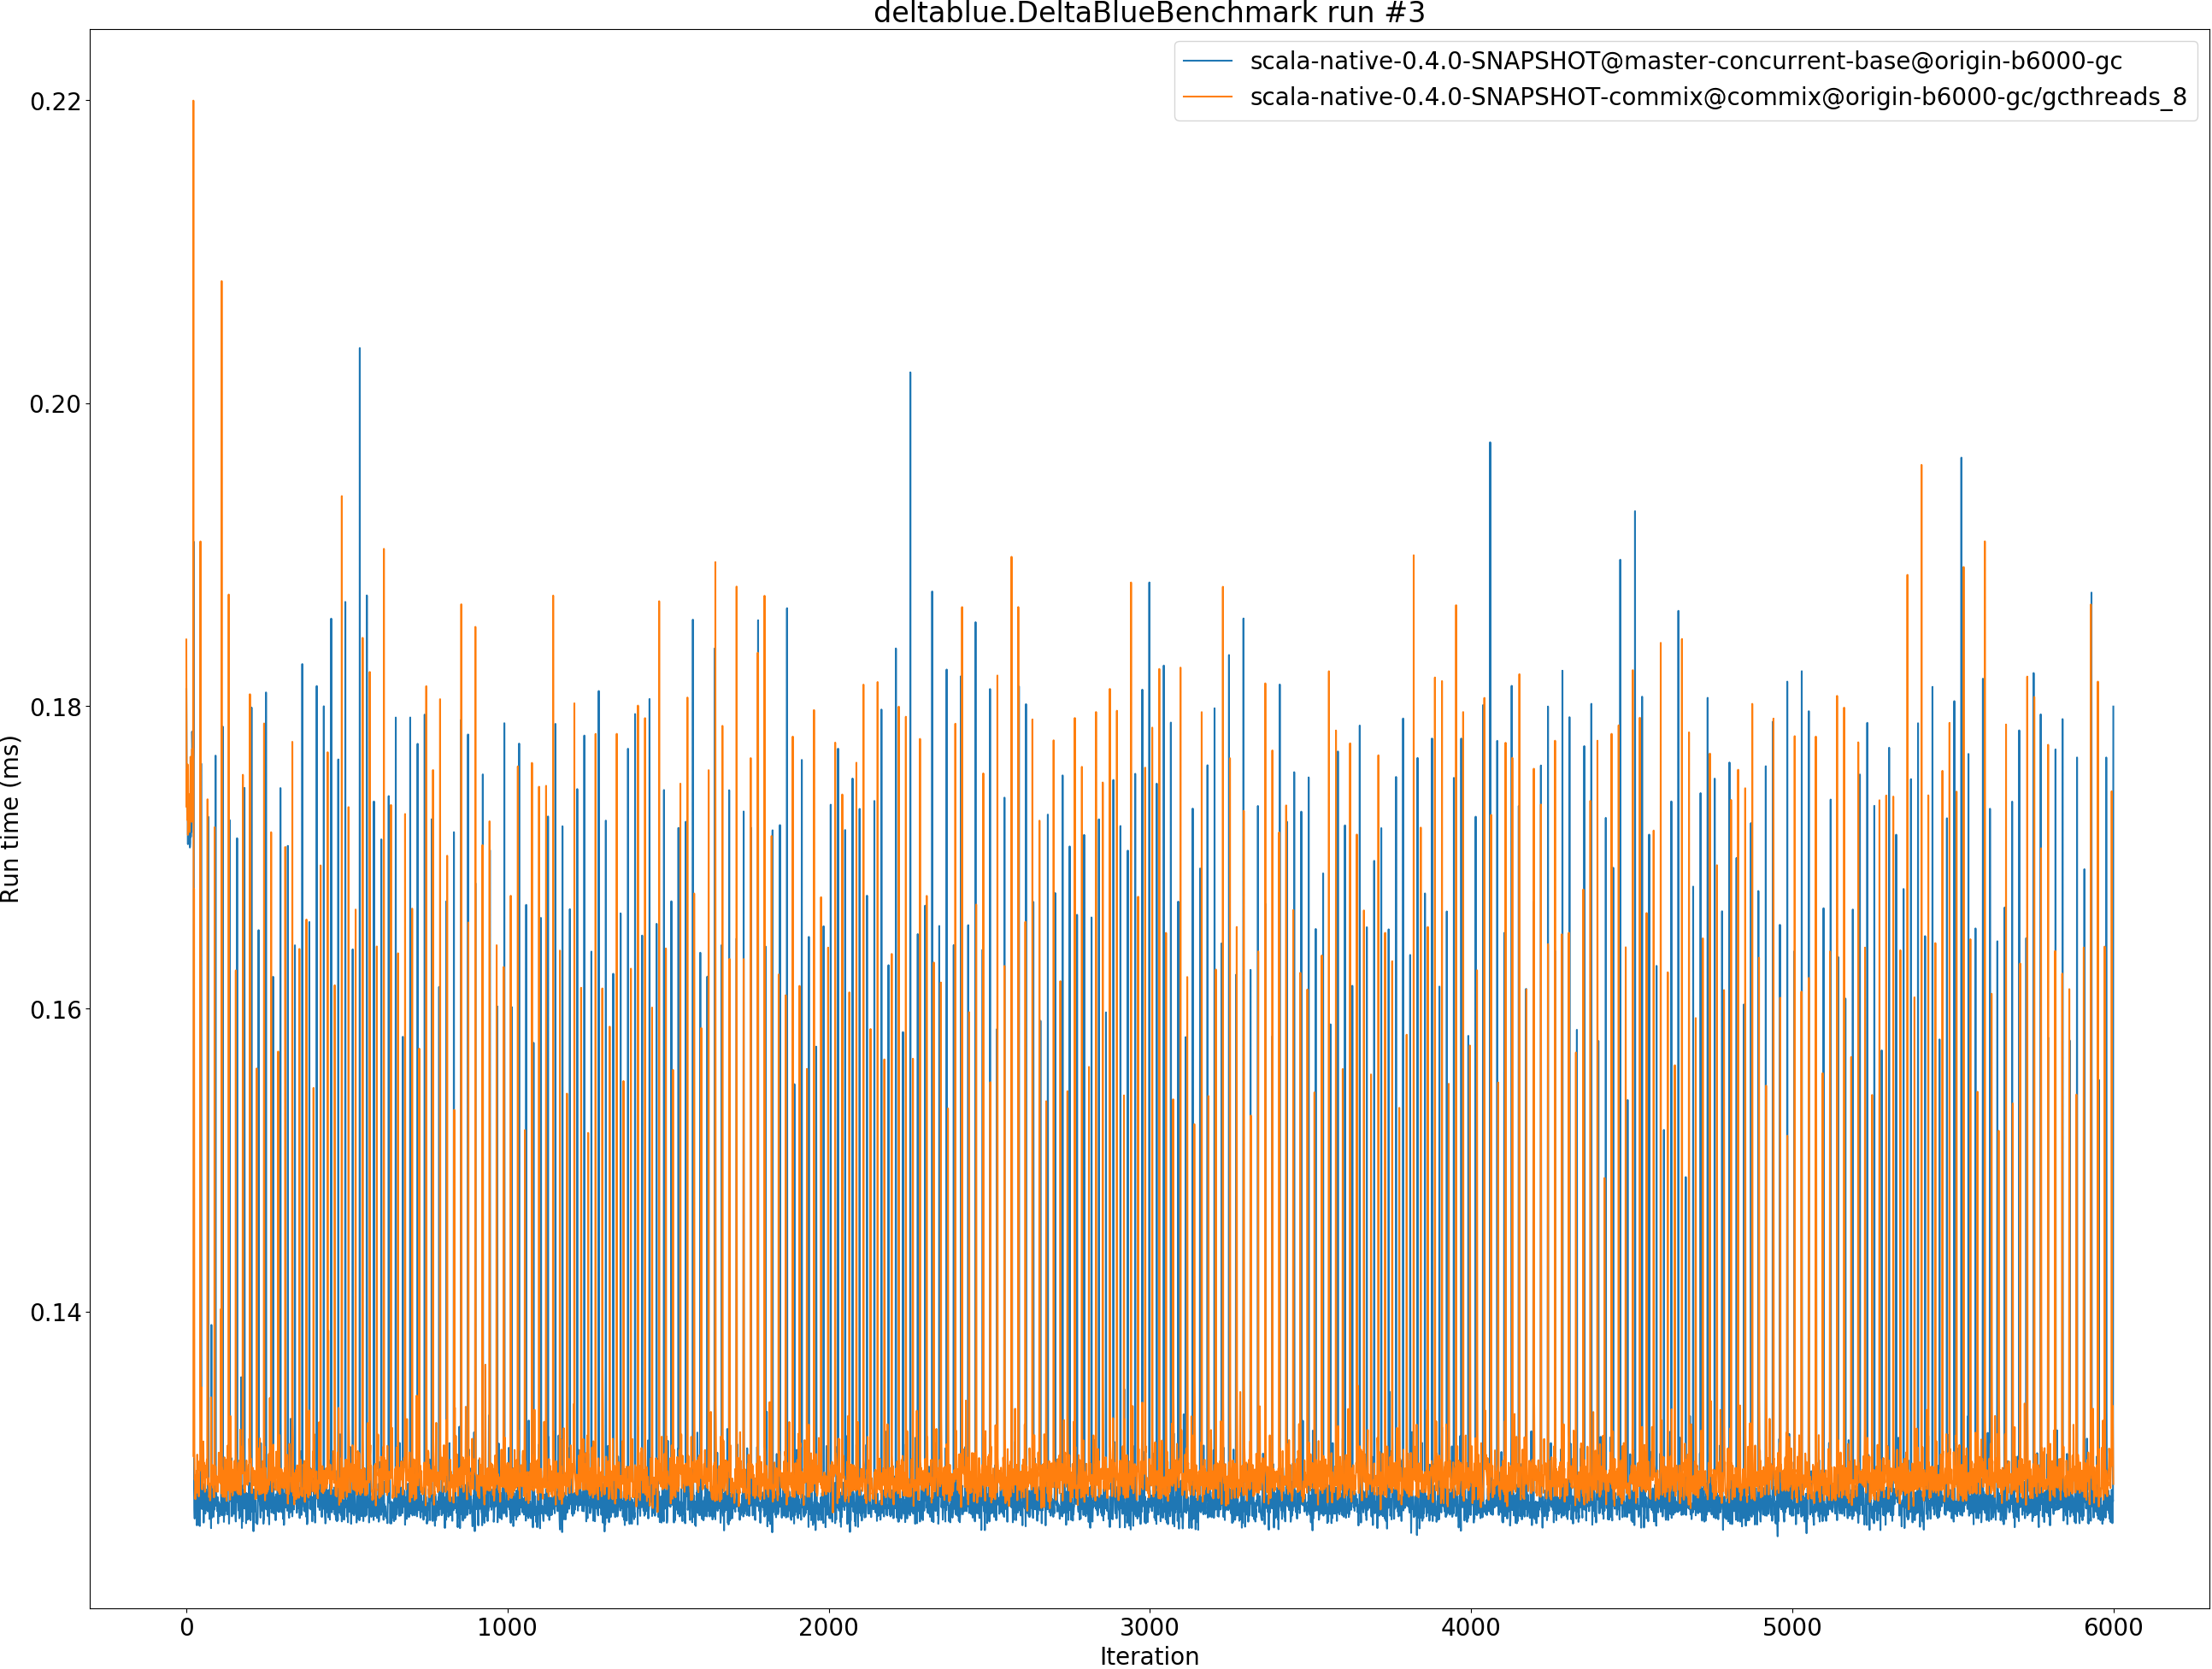 deltablue.DeltaBlueBenchmark run #3
scala-native-0.4.0-SNAPSHOT@master-concurrent-base@origin-b6000-gc
scala-native-0.4.0-SNAPSHOT-commix@commix@origin-b6000-gc/gcthreads_8
0.22
0.20
0.18
0.16
0.14
Run time (ms)
0 1000 2000 3000 4000 5000 6000
Iteration